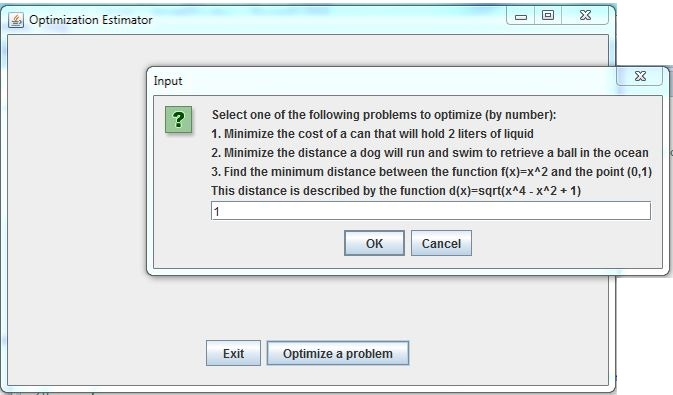 Optimization Estimator
Input
Select one of the following problems to optimize (by number):
1. Minimize the cost of a can that will hold 2 liters of liquid
2. Minimize the distance a dog will run and swim to retrieve a ball in the ocean
3. Find the minimum distance between the function f(x)=x^2 and the point (0,1)
This distance is described by the function d(x)=sqrt(x^4 - x^2 + 1)
1
OK Cancel
Exit Optimize a problem